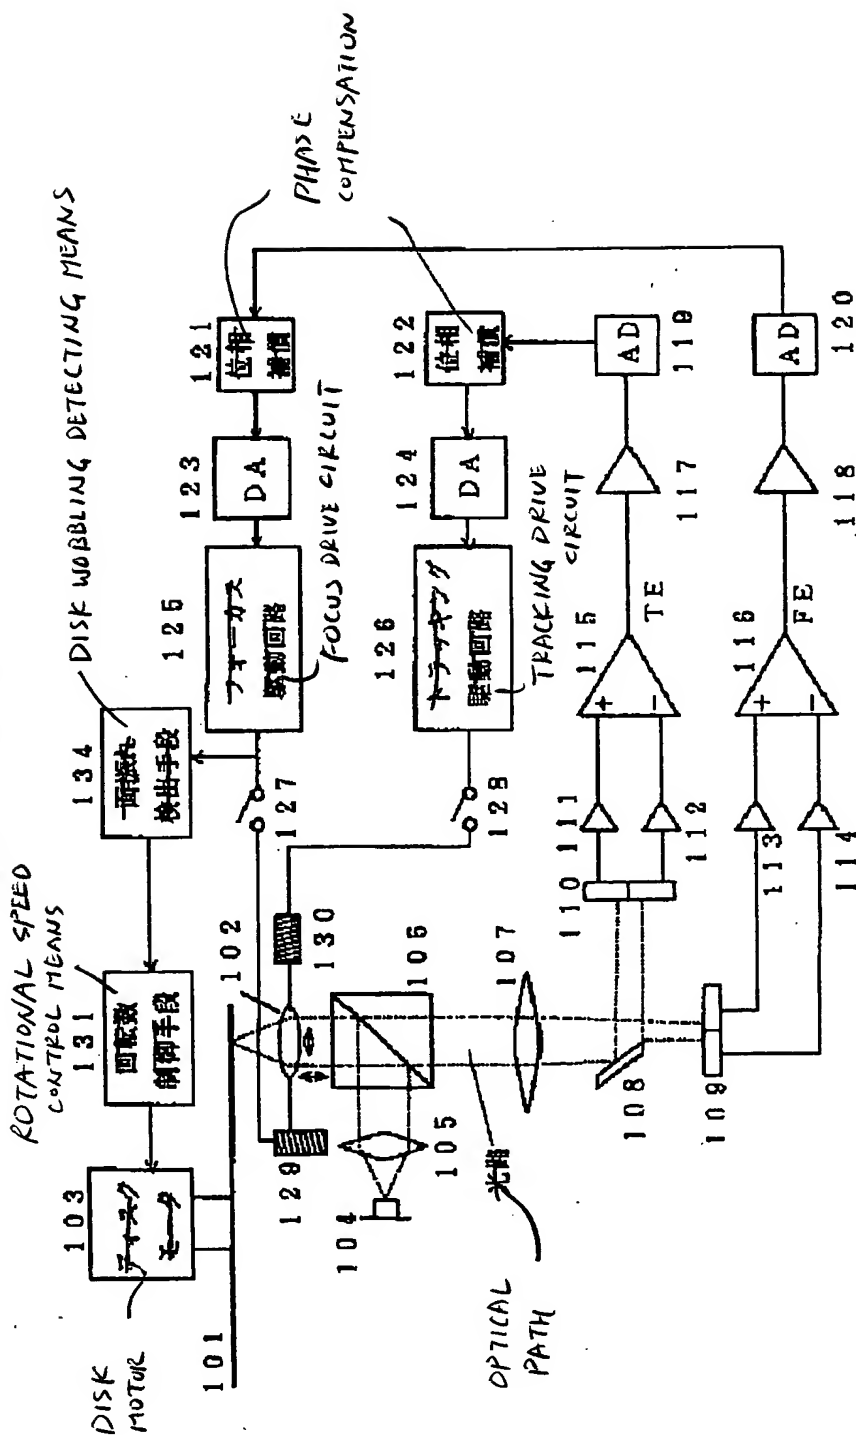 DISK
MOTOR
103
ディスク
モータ
101
ROTATIONAL SPEED
CONTROL MEANS
131
回転数
制御手段
DISK WOBBLING DETECTING MEANS
134
面振れ
検出手段
125
フォーカス
駆動回路
FOCUS DRIVE CIRCUIT
123
DA
121
位相
補償
PHASE
COMPENSATION
102
127
129
130
128
126
トラッキング
駆動回路
TRACKING DRIVE
CIRCUIT
124
DA
122
位相
補償
104
105
106
107
光路
OPTICAL
PATH
108
109
110
111
112
113
114
115
+
-
TE
116
+
-
FE
117
118
AD
119
AD
120